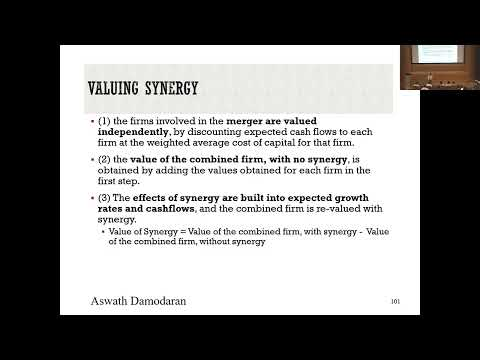 VALUING SYNERGY
▪ (1) the firms involved in the merger are valued
independently, by discounting expected cash flows to each
firm at the weighted average cost of capital for that firm.
▪ (2) the value of the combined firm, with no synergy, is
obtained by adding the values obtained for each firm in the
first step.
▪ (3) The effects of synergy are built into expected growth
rates and cashflows, and the combined firm is re-valued with
synergy.
▪ Value of Synergy = Value of the combined firm, with synergy - Value
of the combined firm, without synergy
Aswath Damodaran
101